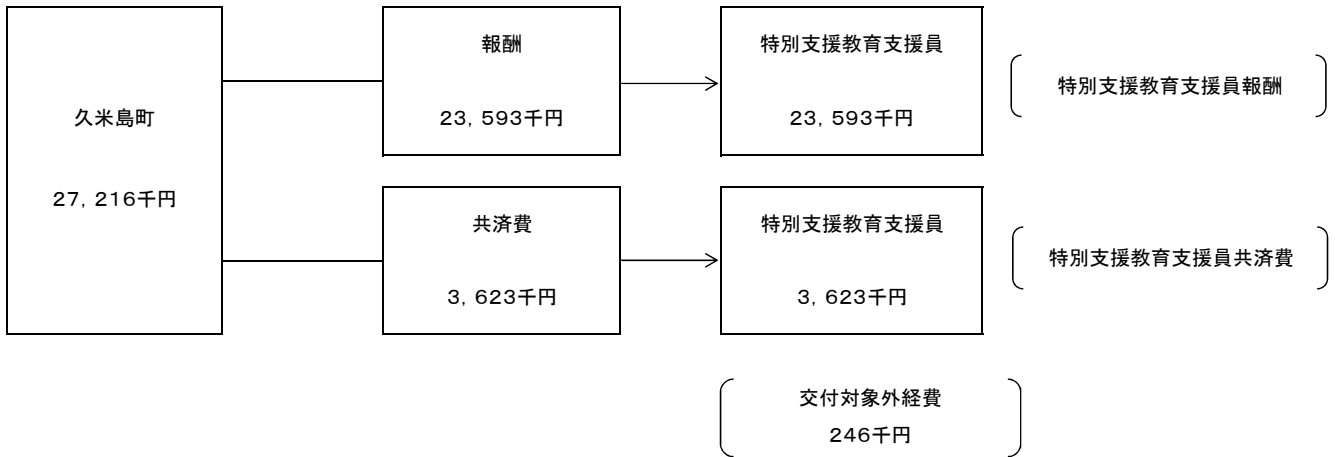 久米島町
27，216千円
報酬
23，593千円
特別支援教育支援員
23，593千円
特別支援教育支援員報酬
共済費
3，623千円
特別支援教育支援員
3，623千円
特別支援教育支援員共済費
交付対象外経費
246千円